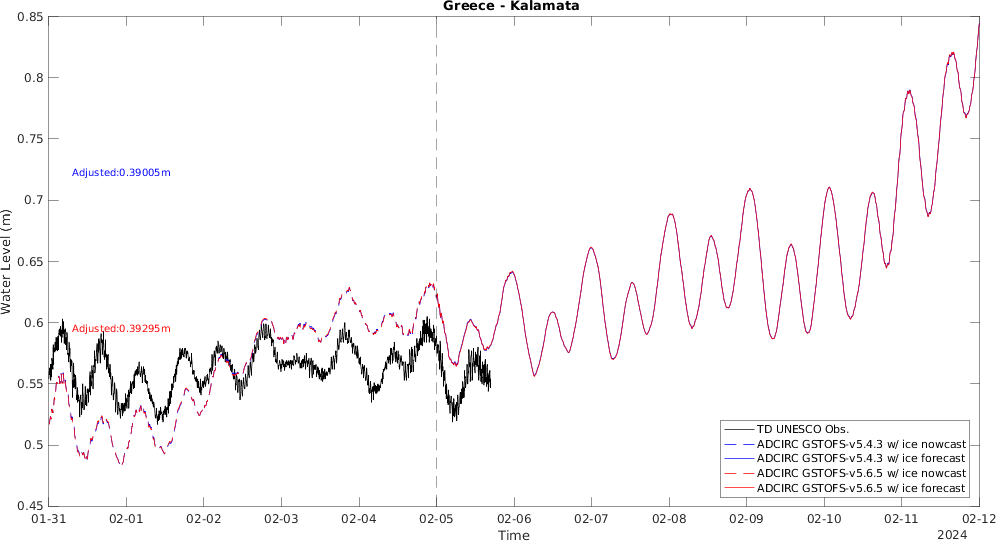 Greece - Kalamata
Water Level (m)
0.85
0.8
0.75
0.7
0.65
0.6
0.55
0.5
0.45
Adjusted:0.39005m
Adjusted:0.39295m
TD UNESCO Obs.
ADCIRC GSTOFS-v5.4.3 w/ ice nowcast
ADCIRC GSTOFS-v5.4.3 w/ ice forecast
ADCIRC GSTOFS-v5.6.5 w/ ice nowcast
ADCIRC GSTOFS-v5.6.5 w/ ice forecast
01-31 02-01 02-02 02-03 02-04 02-05 02-06 02-07 02-08 02-09 02-10 02-11 02-12
Time
2024